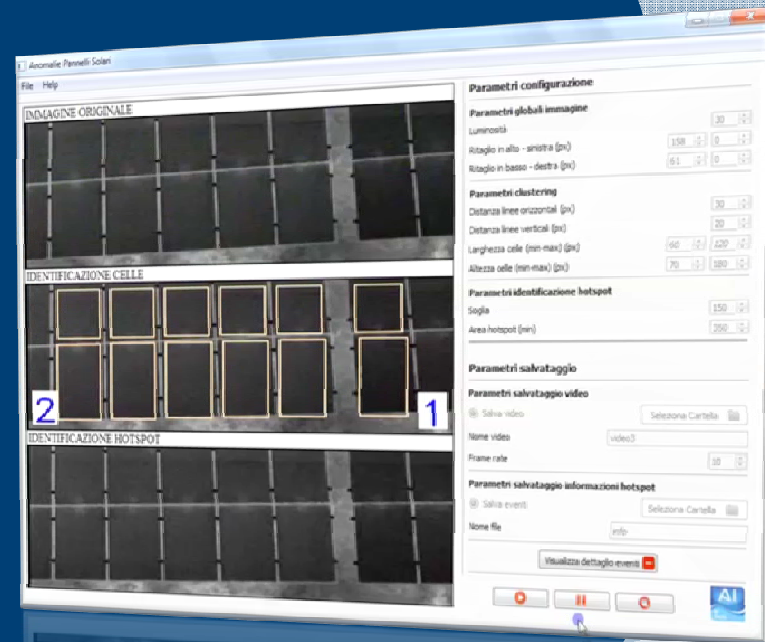 Anomalie Pannelli Solari
File Help
IMMAGINE ORIGINALE
IDENTIFICAZIONE CELLE
2 1
IDENTIFICAZIONE HOTSPOT
Parametri configurazione
Parametri globali immagine
Luminosità 30
Ritaglio in alto - sinistra (px) 158 0
Ritaglio in basso - destra (px) 61 0
Parametri clustering
Distanza linee orizzontali (px) 30
Distanza linee verticali (px) 20
Larghezza celle (min-max) (px) 60 220
Altezza celle (min-max) (px) 70 180
Parametri identificazione hotspot
Soglia 150
Area hotspot (min) 350
Parametri salvataggio
Parametri salvataggio video
Salva video Seleziona Cartella
Nome video video3
Frame rate 18
Parametri salvataggio informazioni hotspot
Salva eventi Seleziona Cartella
Nome file info
Visualizza dettaglio eventi
AI